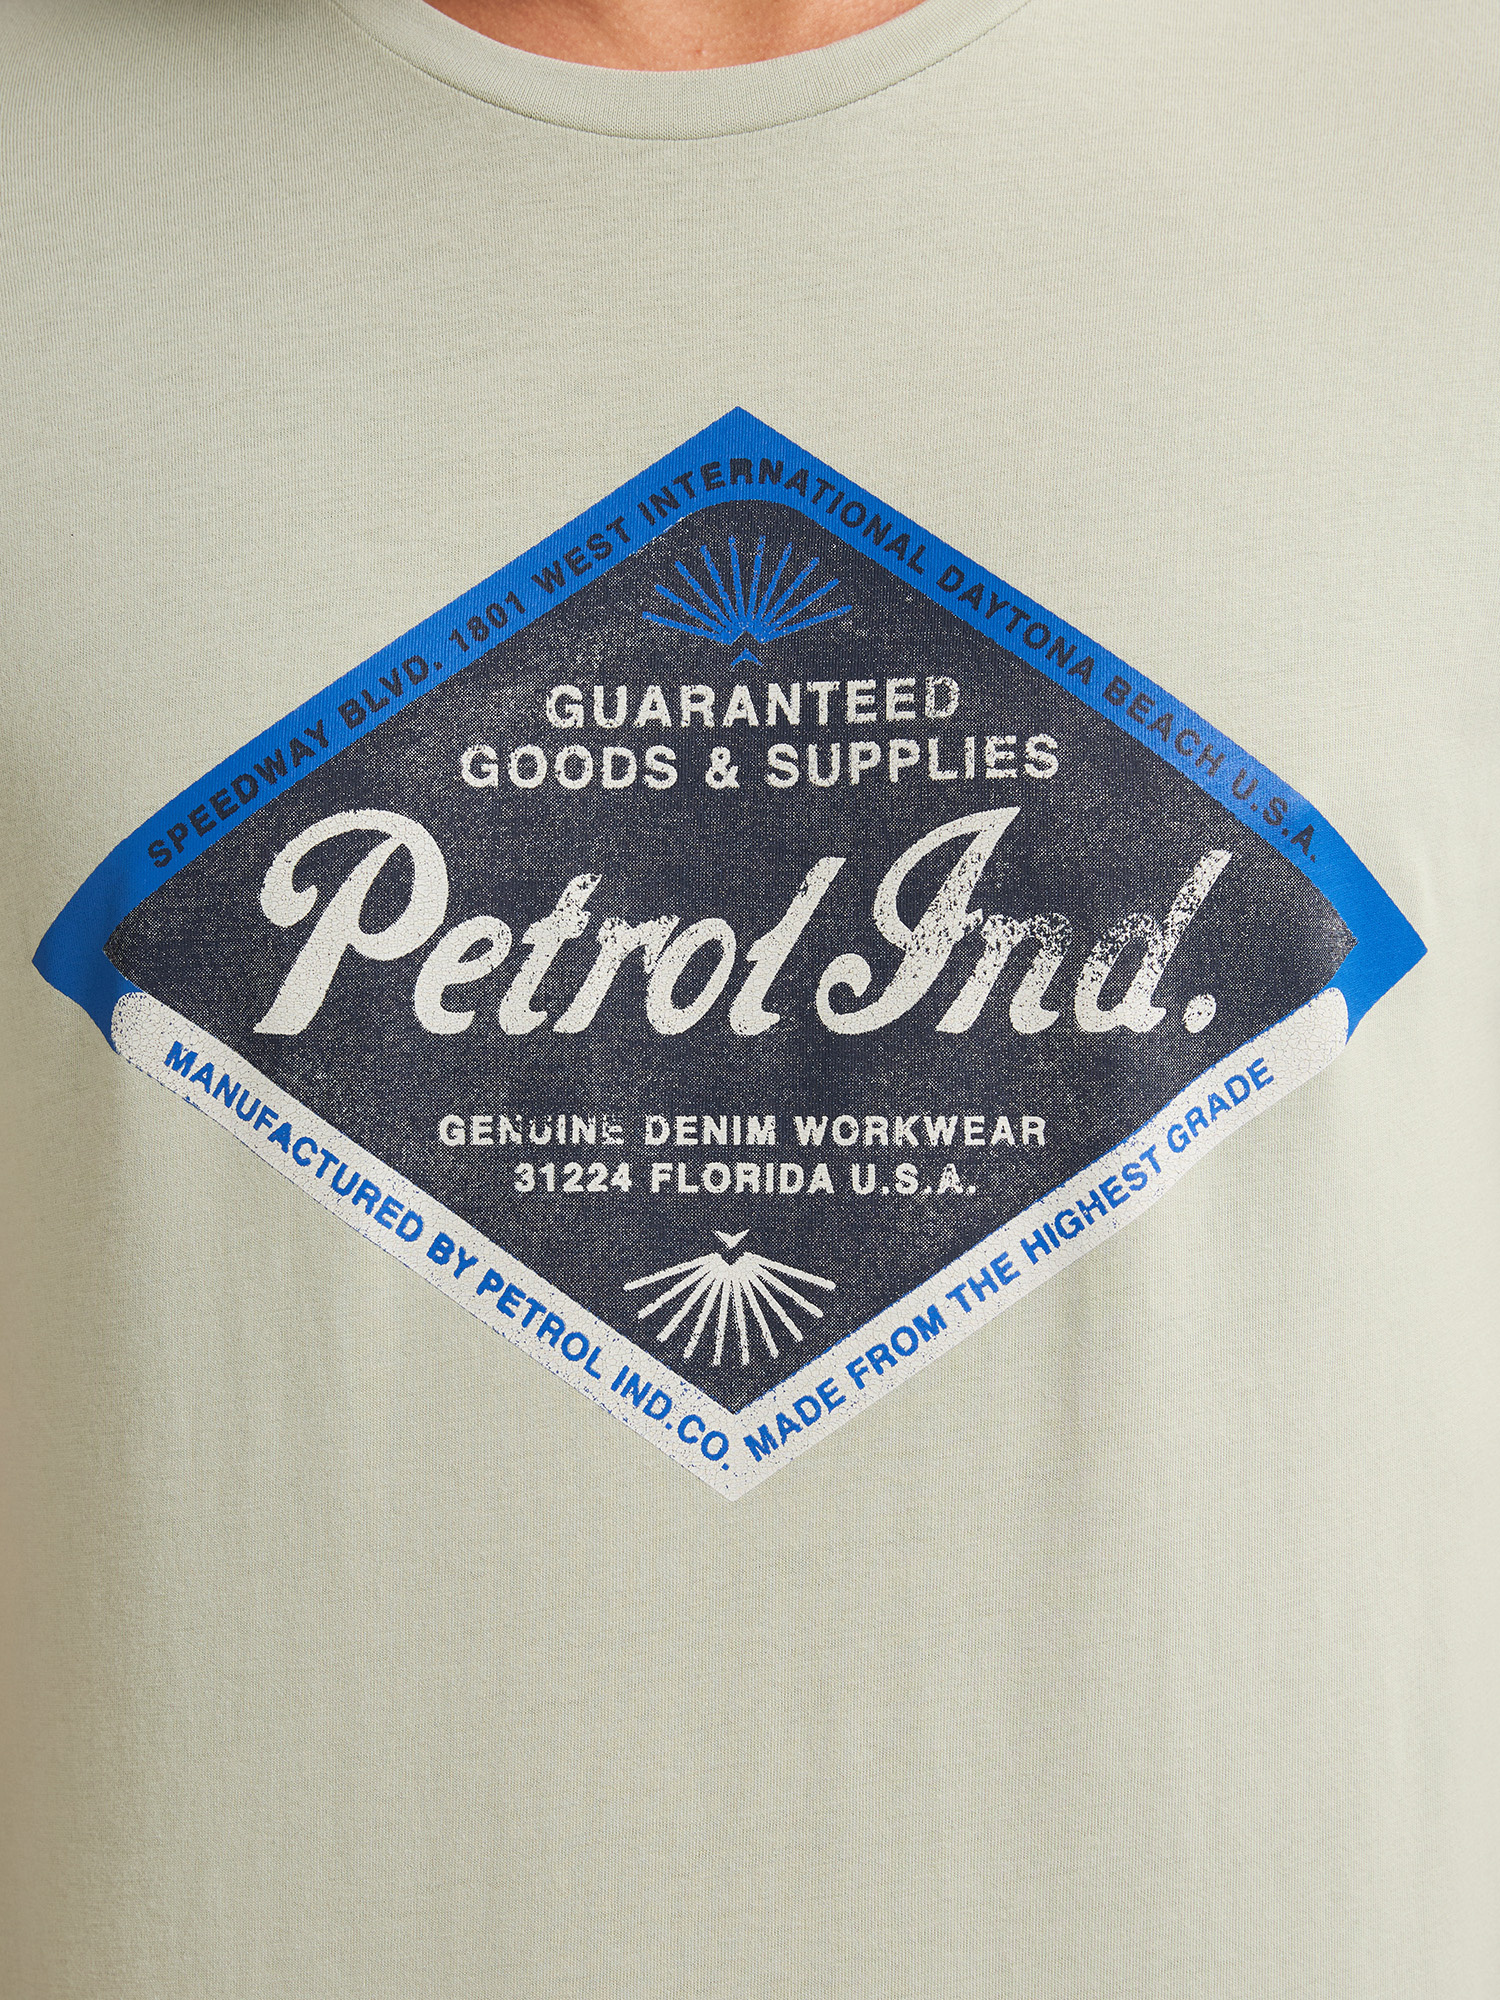 SPEEDWAY BLVD. 1801 WEST INTERNATIONAL DAYTONA BEACH U.S.A.
GUARANTEED
GOODS & SUPPLIES
Petrol Ind.
GENUINE DENIM WORKWEAR
31224 FLORIDA U.S.A.
MANUFACTURED BY PETROL IND.CO. MADE FROM THE HIGHEST GRADE